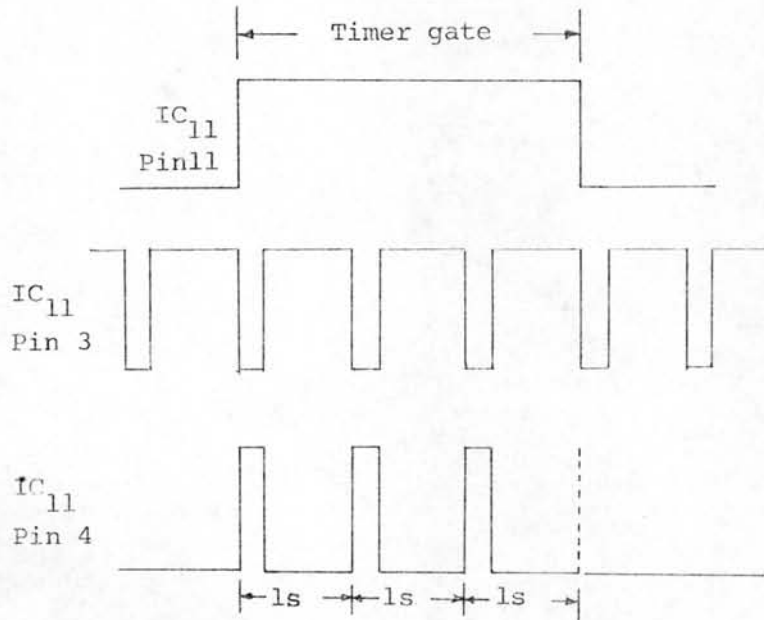 Timer gate
IC11
Pin11
IC11
Pin 3
IC11
Pin 4
1s 1s 1s